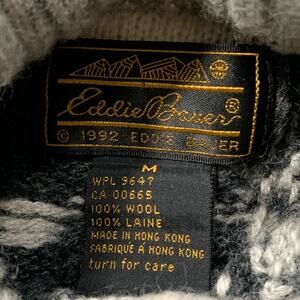 Eddie Bauer®
© 1992 EDDIE BAUER
M
WPL 9647
CA 00665
100% WOOL
100% LAINE
MADE IN HONG KONG
FABRIQUÉ À HONG KONG
turn for care